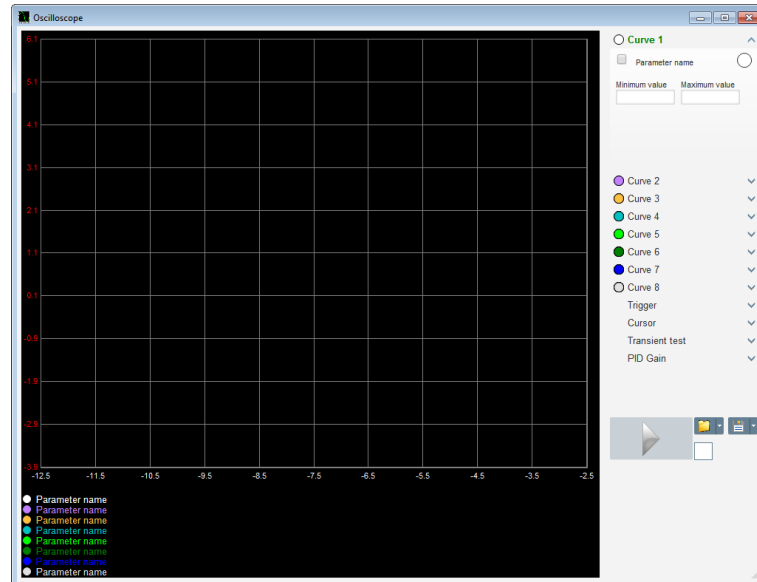 Oscilloscope
6.1
5.1
4.1
3.1
2.1
1.1
0.1
-0.9
-1.9
-2.9
-3.9
-12.5 -11.5 -10.5 -9.5 -8.5 -7.5 -6.5 -5.5 -4.5 -3.5 -2.5
Parameter name
Parameter name
Parameter name
Parameter name
Parameter name
Parameter name
Parameter name
Parameter name
Curve 1
Parameter name
Minimum value Maximum value
Curve 2
Curve 3
Curve 4
Curve 5
Curve 6
Curve 7
Curve 8
Trigger
Cursor
Transient test
PID Gain